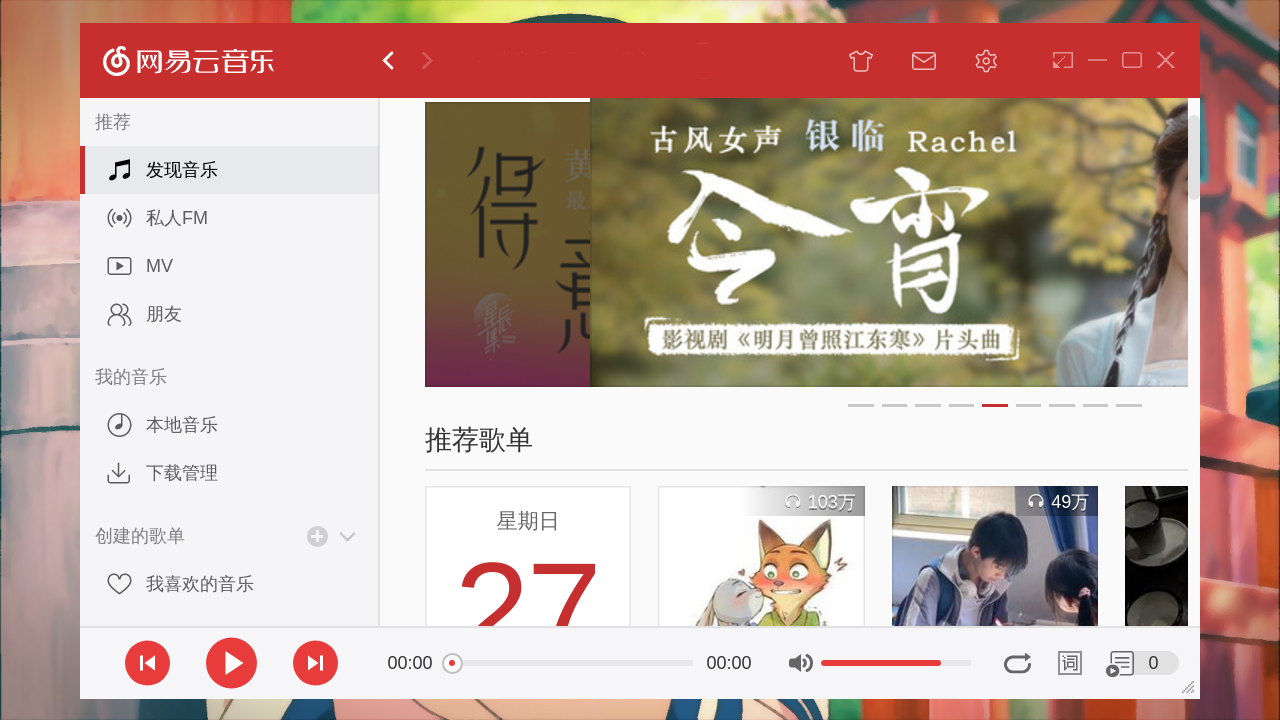 网易云音乐
推荐
发现音乐
私人FM
MV
朋友
我的音乐
本地音乐
下载管理
创建的歌单
我喜欢的音乐
得意
黄
最
古风女声 银临 Rachel
今宵
影视剧《明月曾照江东寒》片头曲
推荐歌单
星期日
27
103万
49万
00:00
00:00
词
0